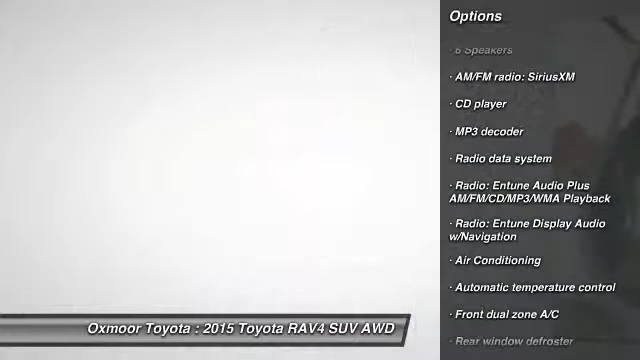 Options
· 6 Speakers
· AM/FM radio: SiriusXM
· CD player
· MP3 decoder
· Radio data system
· Radio: Entune Audio Plus
AM/FM/CD/MP3/WMA Playback
· Radio: Entune Display Audio
w/Navigation
· Air Conditioning
· Automatic temperature control
· Front dual zone A/C
· Rear window defroster
Oxmoor Toyota : 2015 Toyota RAV4 SUV AWD